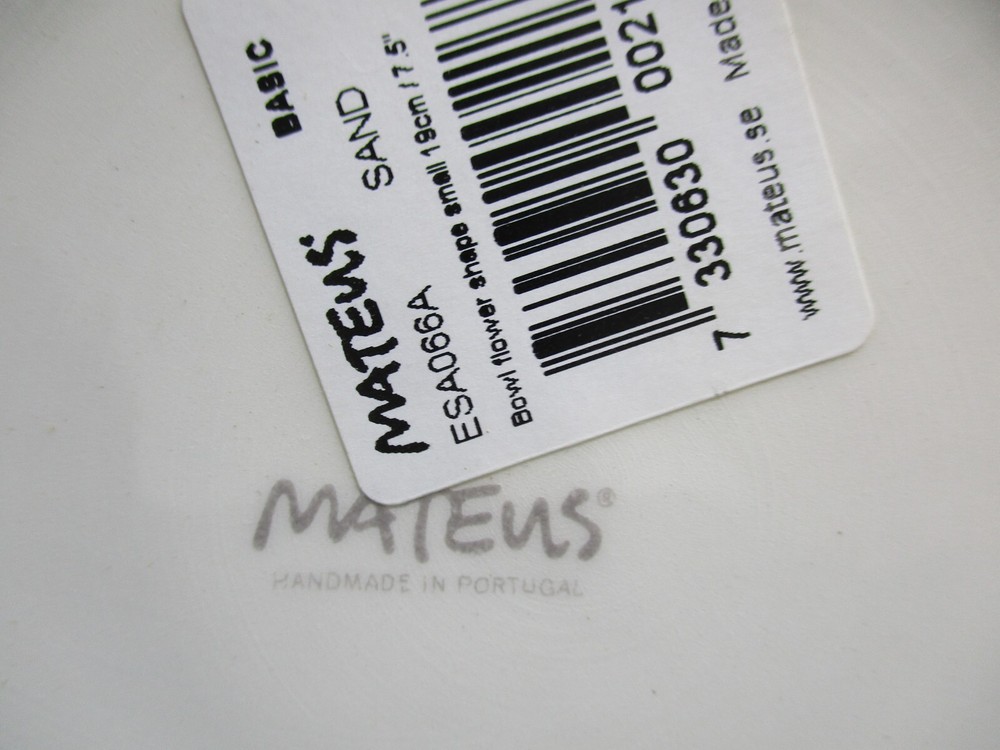 BASIC
MATEUS SAND
ESA066A
Bowl flower shape small 19cm / 7.5"
7 330630 0021
www.mateus.se Made
MATEUS®
HANDMADE IN PORTUGAL